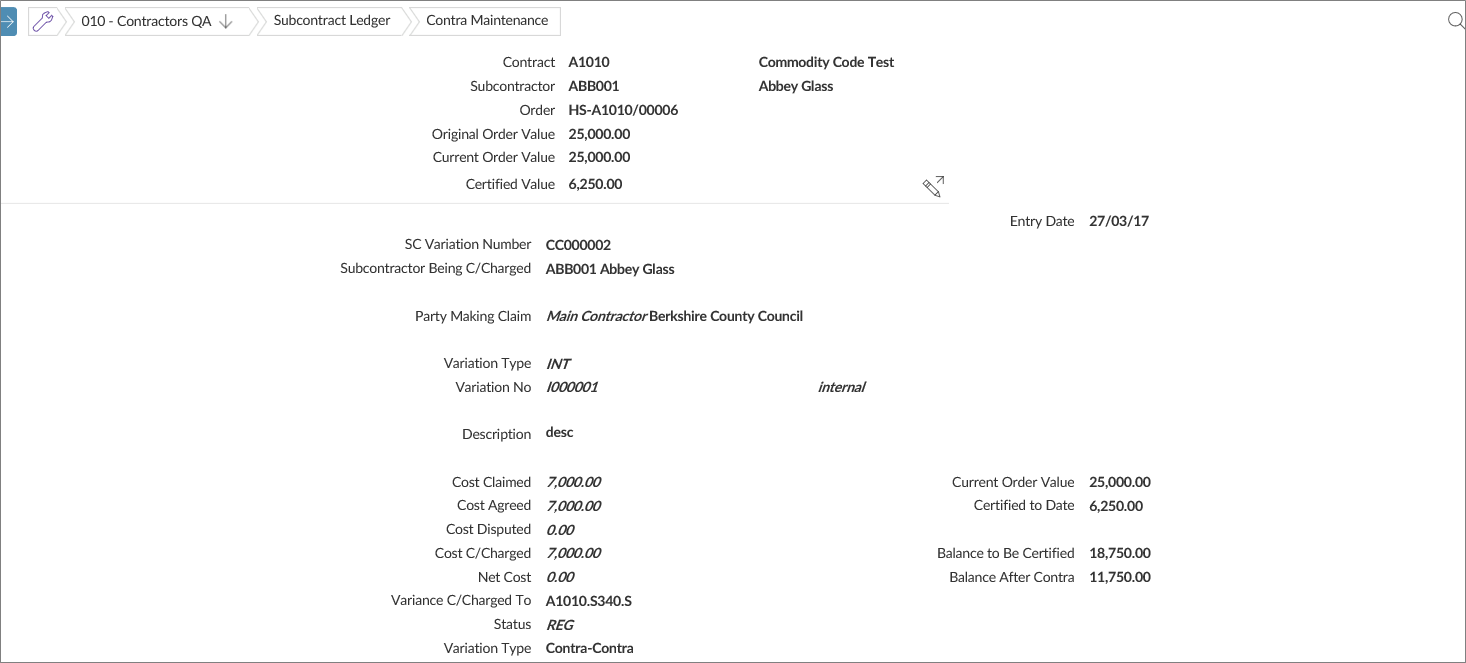 010 - Contractors QA Subcontract Ledger Contra Maintenance
Contract A1010 Commodity Code Test
Subcontractor ABB001 Abbey Glass
Order HS-A1010/00006
Original Order Value 25,000.00
Current Order Value 25,000.00
Certified Value 6,250.00
Entry Date 27/03/17
SC Variation Number CC000002
Subcontractor Being C/Charged ABB001 Abbey Glass
Party Making Claim Main Contractor Berkshire County Council
Variation Type INT
Variation No I000001 internal
Description desc
Cost Claimed 7,000.00 Current Order Value 25,000.00
Cost Agreed 7,000.00 Certified to Date 6,250.00
Cost Disputed 0.00
Cost C/Charged 7,000.00 Balance to Be Certified 18,750.00
Net Cost 0.00 Balance After Contra 11,750.00
Variance C/Charged To A1010.S340.S
Status REG
Variation Type Contra-Contra